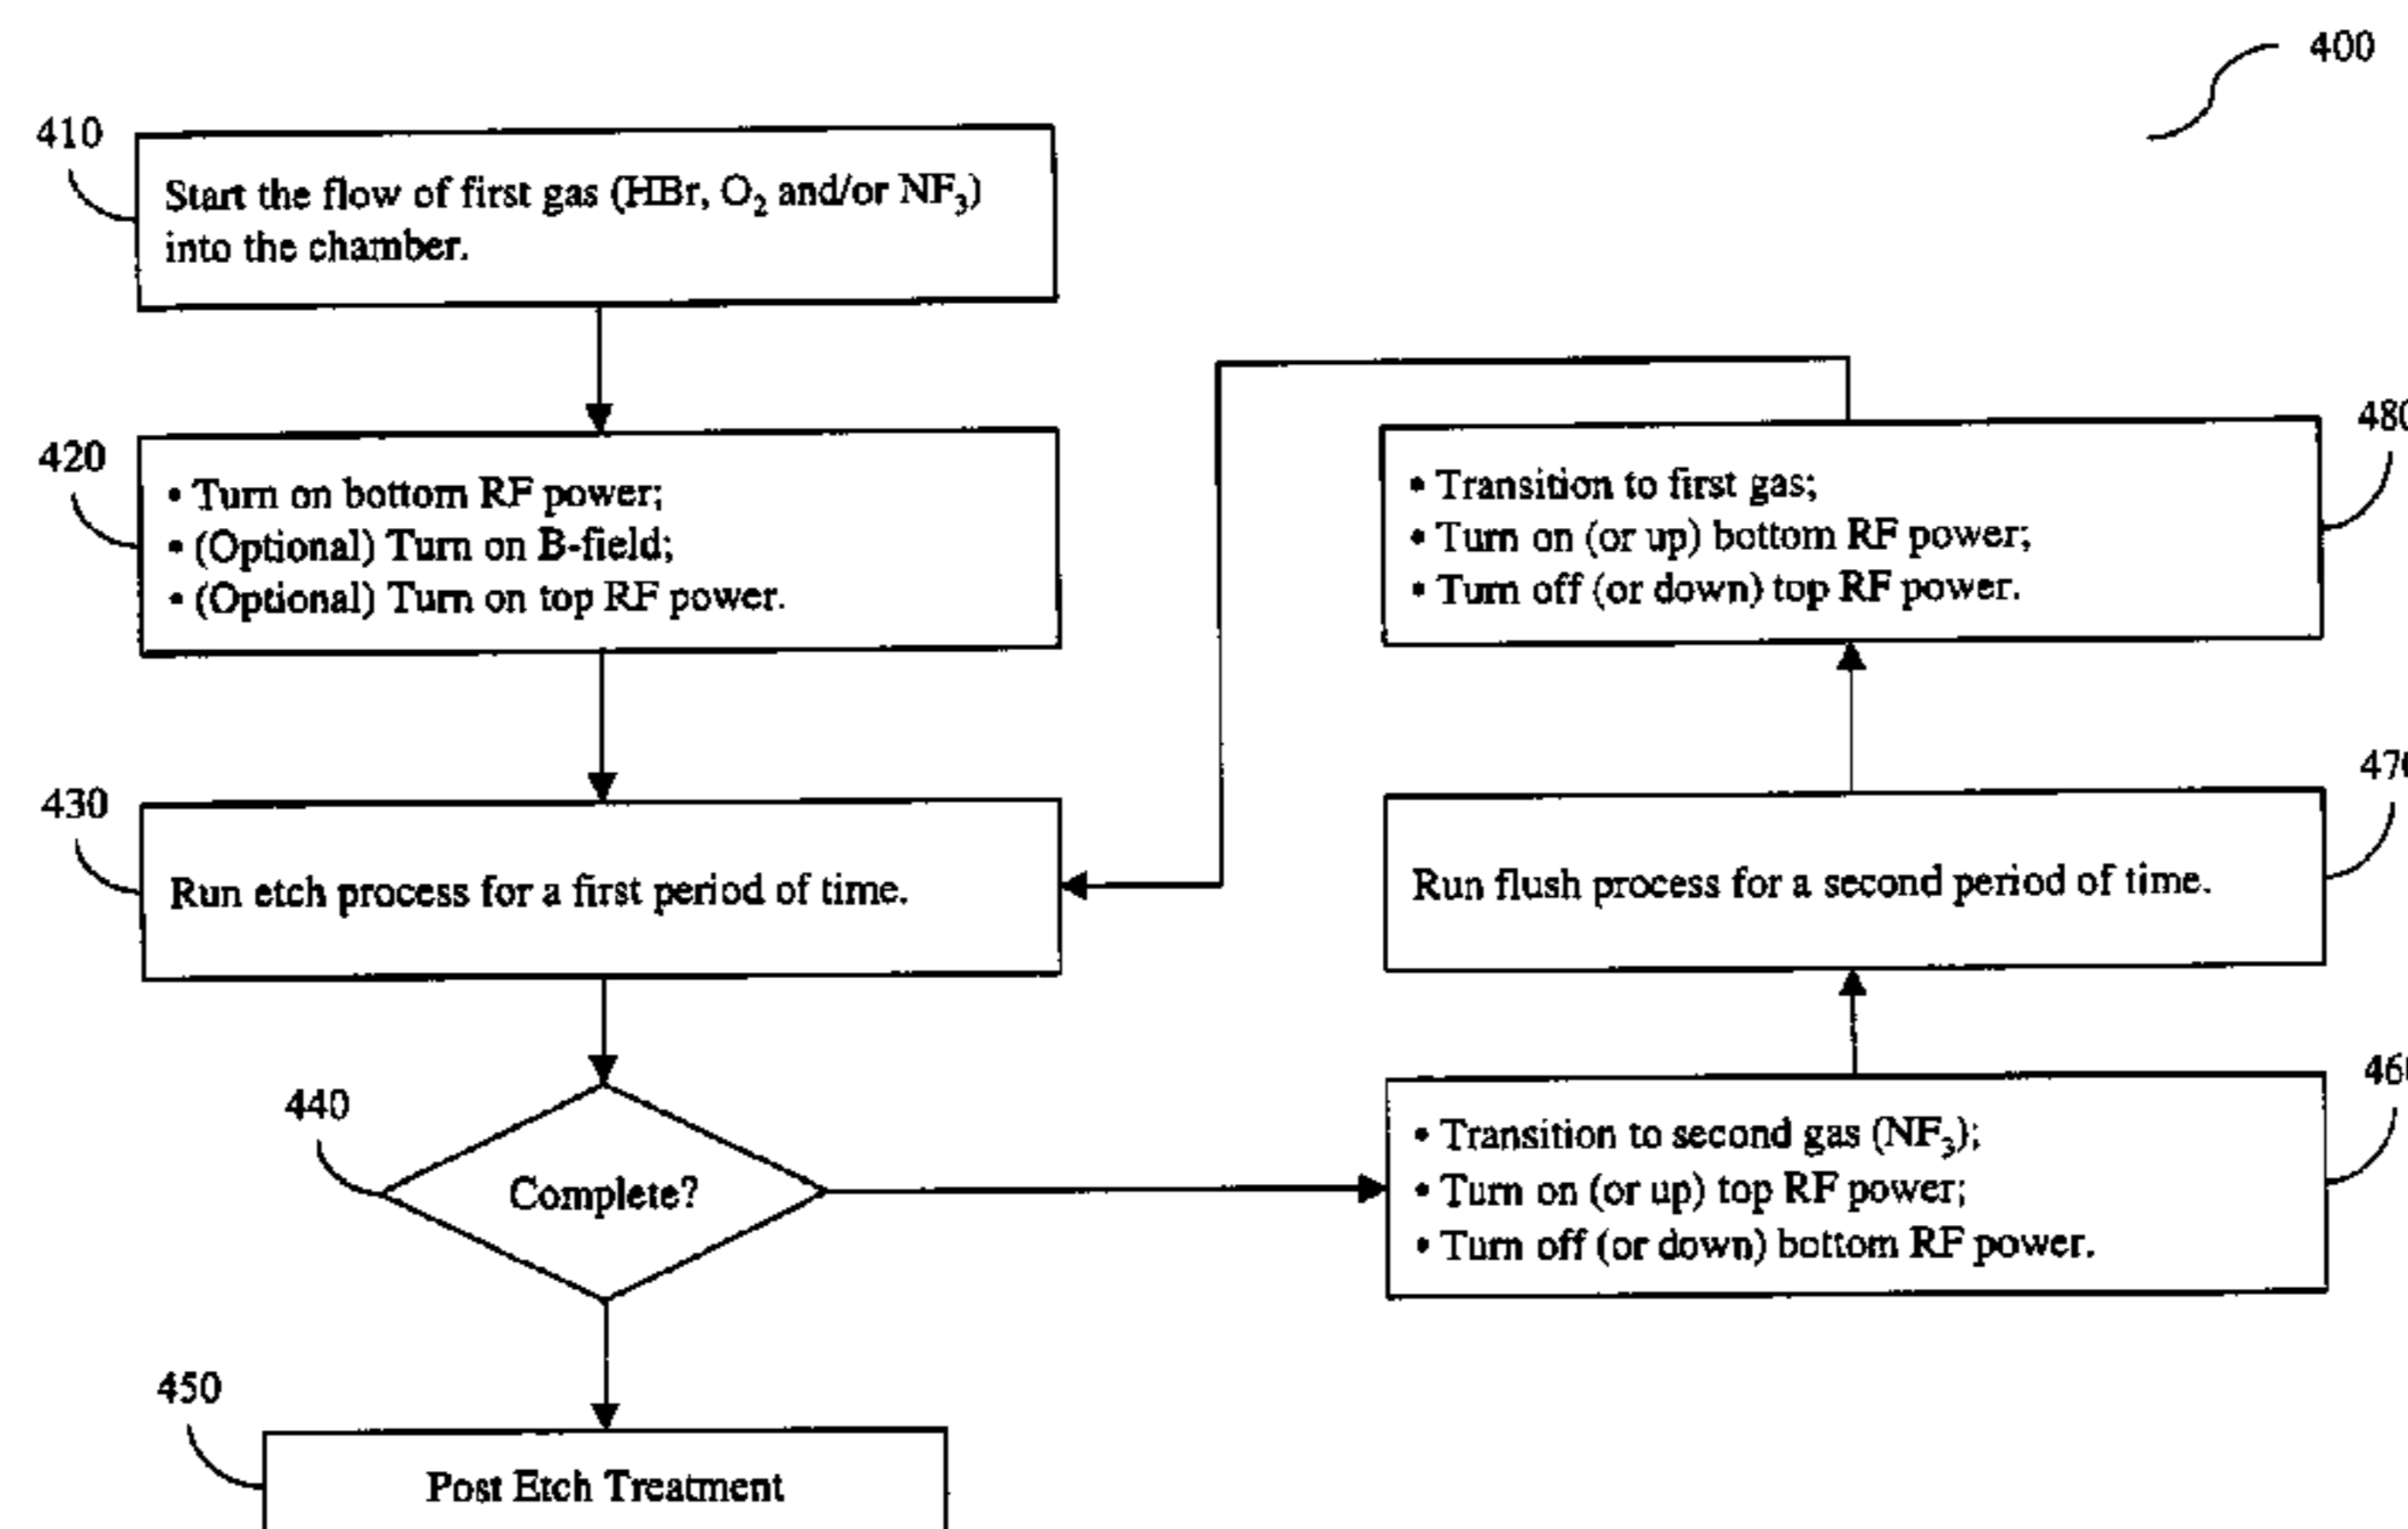 400
410
Start the flow of first gas (HBr, O₂ and/or NF₃)
into the chamber.
420
• Turn on bottom RF power;
• (Optional) Turn on B-field;
• (Optional) Turn on top RF power.
430
Run etch process for a first period of time.
440
Complete?
450
Post Etch Treatment
460
• Transition to second gas (NF₃);
• Turn on (or up) top RF power;
• Turn off (or down) bottom RF power.
470
Run flush process for a second period of time.
480
• Transition to first gas;
• Turn on (or up) bottom RF power;
• Turn off (or down) top RF power.